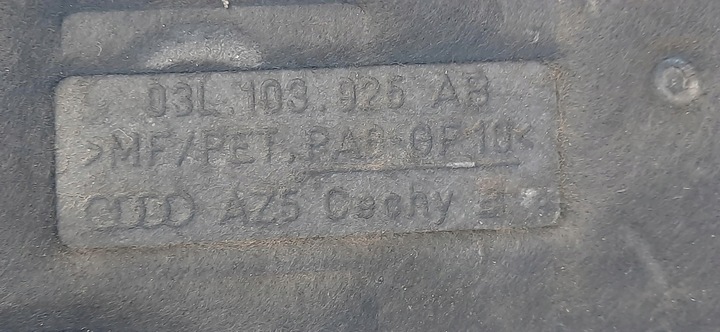 03L.103.925 AB
>MF/PET.PA6-GF10<
AZ5 Cechy